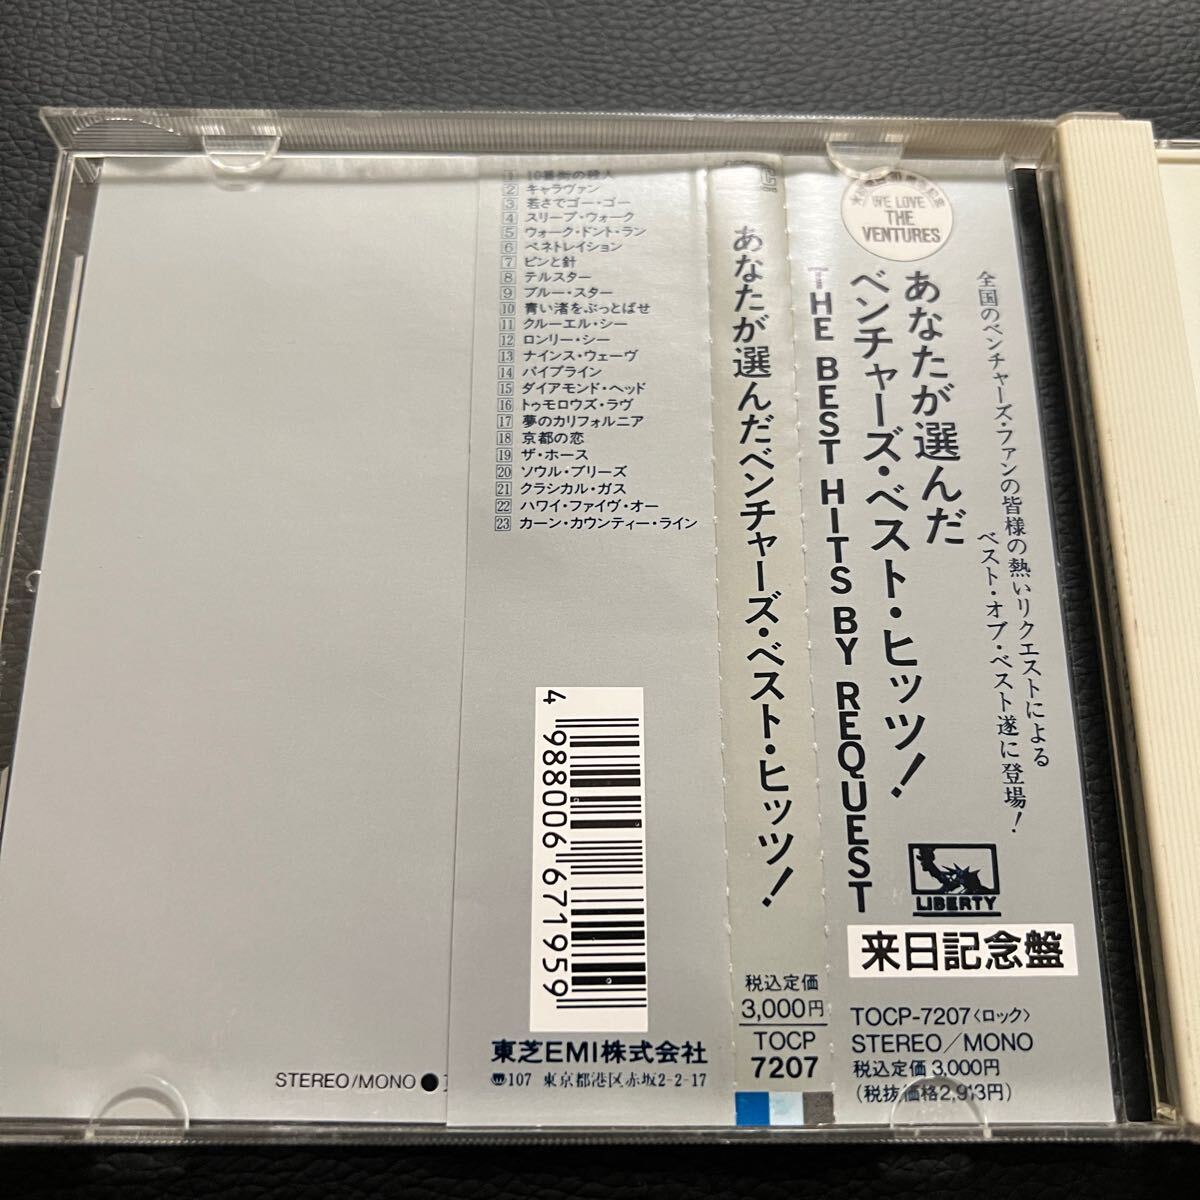 1 10番街の殺人
2 キャラヴァン
3 若さでゴー・ゴー
4 スリープ・ウォーク
5 ウォーク・ドント・ラン
6 ペネトレイション
7 ピンと針
8 テルスター
9 ブルー・スター
10 青い渚をぶっとばせ
11 クルーエル・シー
12 ロンリー・シー
13 ナインス・ウェーヴ
14 パイプライン
15 ダイアモンド・ヘッド
16 トゥモロウズ・ラヴ
17 夢のカリフォルニア
18 京都の恋
19 ザ・ホース
20 ソウル・ブリーズ
21 クラシカル・ガス
22 ハワイ・ファイヴ・オー
23 カーン・カウンティー・ライン
4 988006 671959
東芝EMI株式会社
107 東京都港区赤坂2-2-17
STEREO/MONO
あなたが選んだベンチャーズ・ベスト・ヒッツ!
税込定価
3,000円
TOCP
7207
WE LOVE
THE
VENTURES
全国のベンチャーズ・ファンの皆様の熱いリクエストによる
ベスト・オブ・ベスト遂に登場!
あなたが選んだ
ベンチャーズ・ベスト・ヒッツ!
THE BEST HITS BY REQUEST
LIBERTY
来日記念盤
TOCP-7207〈ロック〉
STEREO/MONO
税込定価3,000円
(税抜価格2,913円)